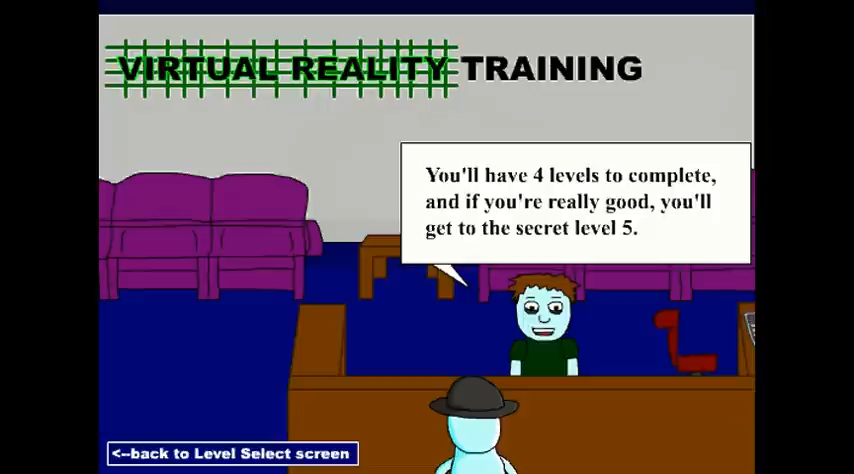 VIRTUAL REALITY TRAINING
You'll have 4 levels to complete,
and if you're really good, you'll
get to the secret level 5.
<--back to Level Select screen